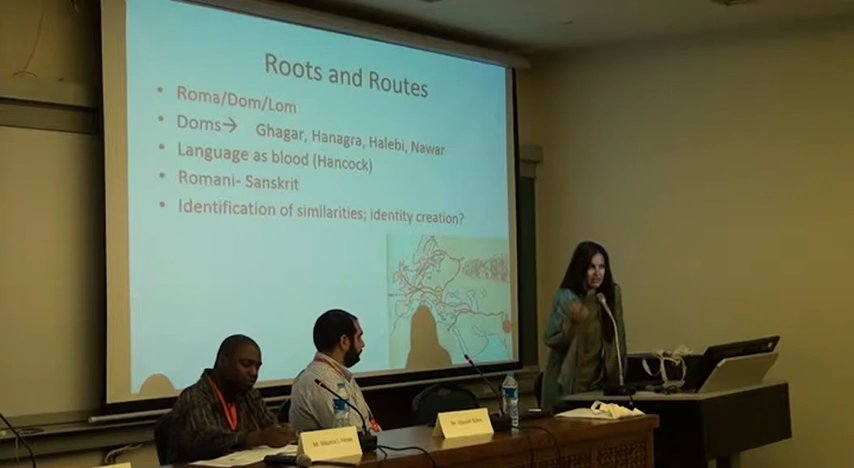 Roots and Routes
• Roma/Dom/Lom
• Doms→ Ghagar, Hanagra, Halebi, Nawar
• Language as blood (Hancock)
• Romani- Sanskrit
• Identification of similarities; identity creation?